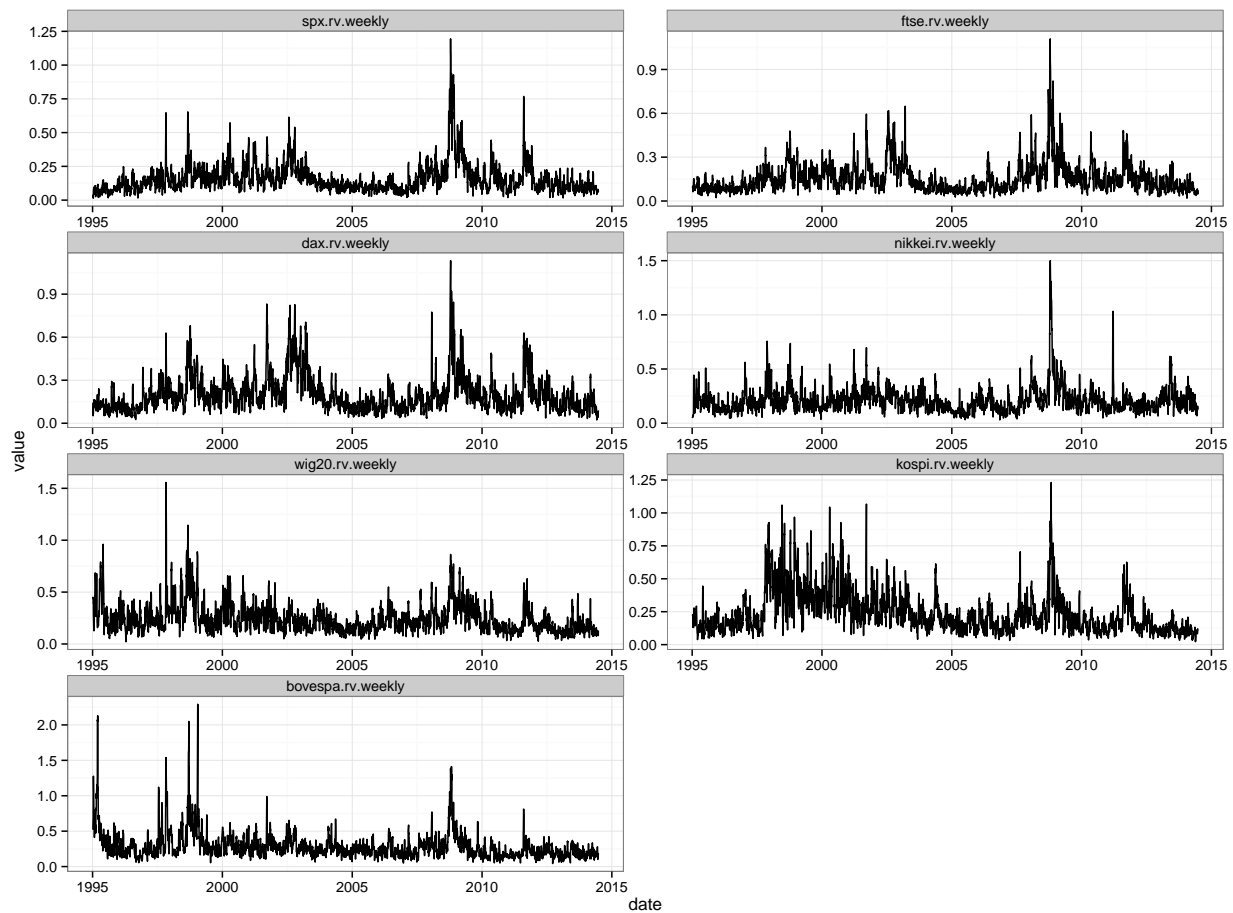 spx.rv.weekly
1.25
1.00
0.75
0.50
0.25
0.00
1995 2000 2005 2010 2015
ftse.rv.weekly
0.9
0.6
0.3
0.0
1995 2000 2005 2010 2015
dax.rv.weekly
0.9
0.6
0.3
0.0
1995 2000 2005 2010 2015
nikkei.rv.weekly
1.5
1.0
0.5
0.0
1995 2000 2005 2010 2015
value
wig20.rv.weekly
1.5
1.0
0.5
0.0
1995 2000 2005 2010 2015
kospi.rv.weekly
1.25
1.00
0.75
0.50
0.25
0.00
1995 2000 2005 2010 2015
bovespa.rv.weekly
2.0
1.5
1.0
0.5
0.0
1995 2000 2005 2010 2015
date